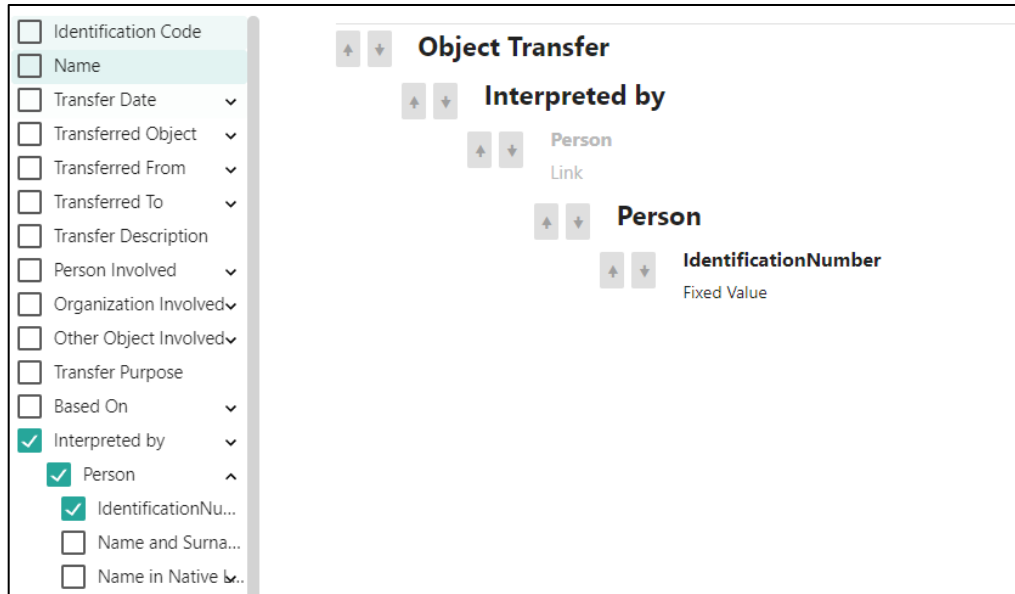 Identification Code
Name
Transfer Date
Transferred Object
Transferred From
Transferred To
Transfer Description
Person Involved
Organization Involved
Other Object Involved
Transfer Purpose
Based On
Interpreted by
Person
IdentificationNu...
Name and Surna...
Name in Native L...
Object Transfer
Interpreted by
Person
Link
Person
IdentificationNumber
Fixed Value